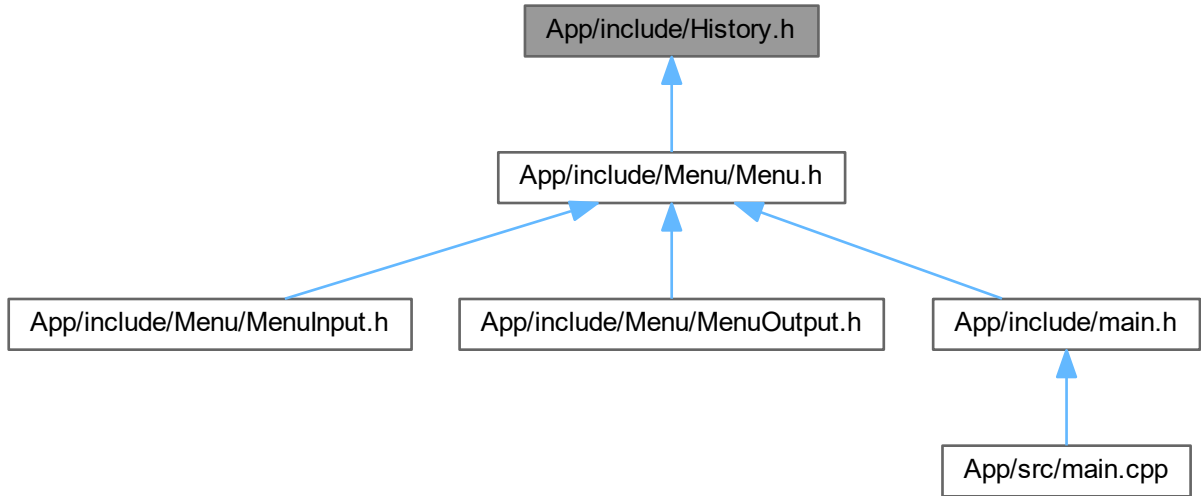 App/include/History.h
App/include/Menu/Menu.h
App/include/Menu/MenuInput.h
App/include/Menu/MenuOutput.h
App/include/main.h
App/src/main.cpp